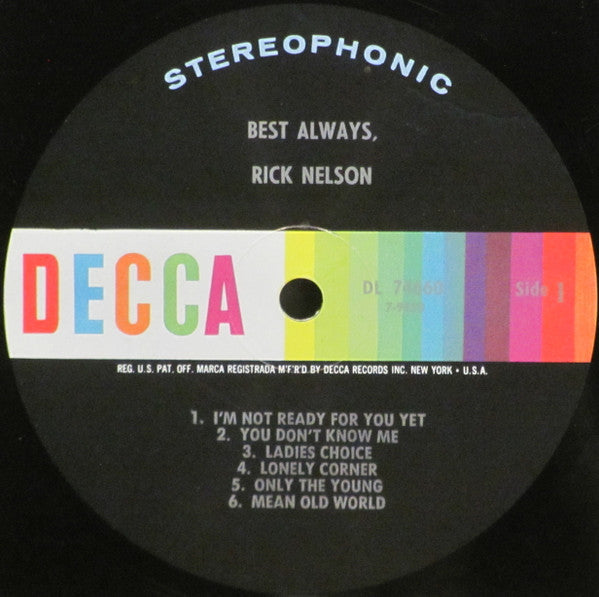 STEREOPHONIC
BEST ALWAYS,
RICK NELSON
DECCA
DL 74660
Side 1
REG. U.S. PAT. OFF. MARCA REGISTRADA M'F'R'D BY DECCA RECORDS INC. NEW YORK • U.S.A.
1. I'M NOT READY FOR YOU YET
2. YOU DON'T KNOW ME
3. LADIES CHOICE
4. LONELY CORNER
5. ONLY THE YOUNG
6. MEAN OLD WORLD